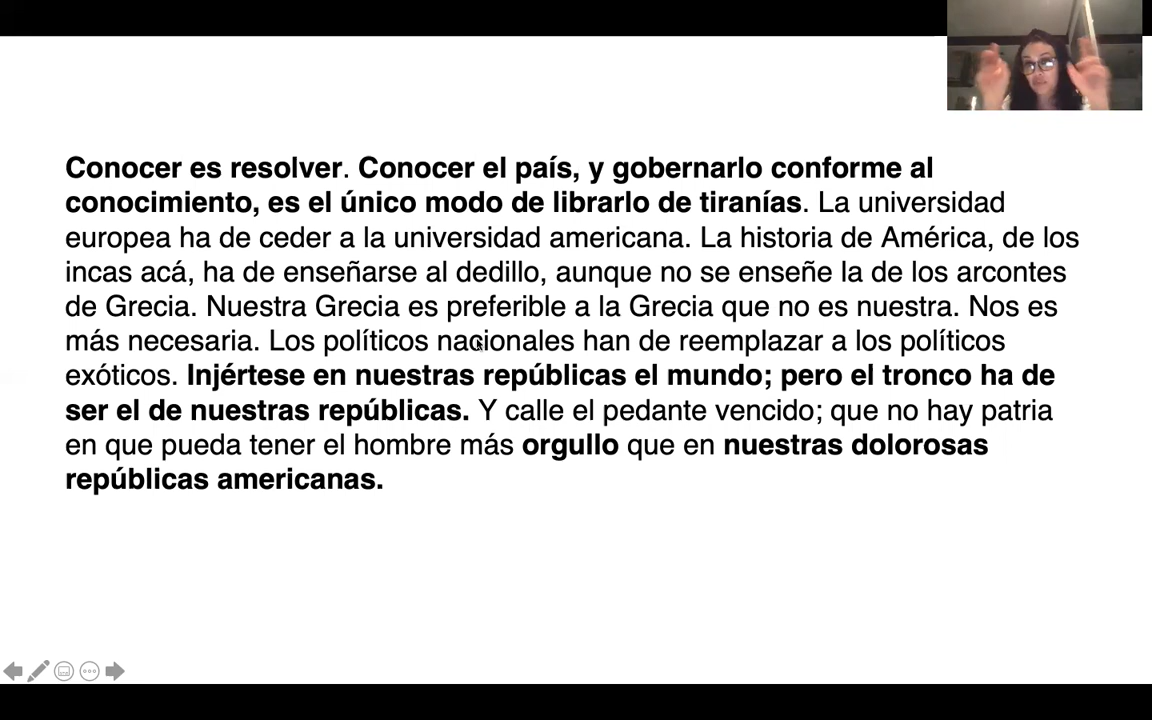 Conocer es resolver. Conocer el país, y gobernarlo conforme al
conocimiento, es el único modo de librarlo de tiranías. La universidad
europea ha de ceder a la universidad americana. La historia de América, de los
incas acá, ha de enseñarse al dedillo, aunque no se enseñe la de los arcontes
de Grecia. Nuestra Grecia es preferible a la Grecia que no es nuestra. Nos es
más necesaria. Los políticos nacionales han de reemplazar a los políticos
exóticos. Injértese en nuestras repúblicas el mundo; pero el tronco ha de
ser el de nuestras repúblicas. Y calle el pedante vencido; que no hay patria
en que pueda tener el hombre más orgullo que en nuestras dolorosas
repúblicas americanas.